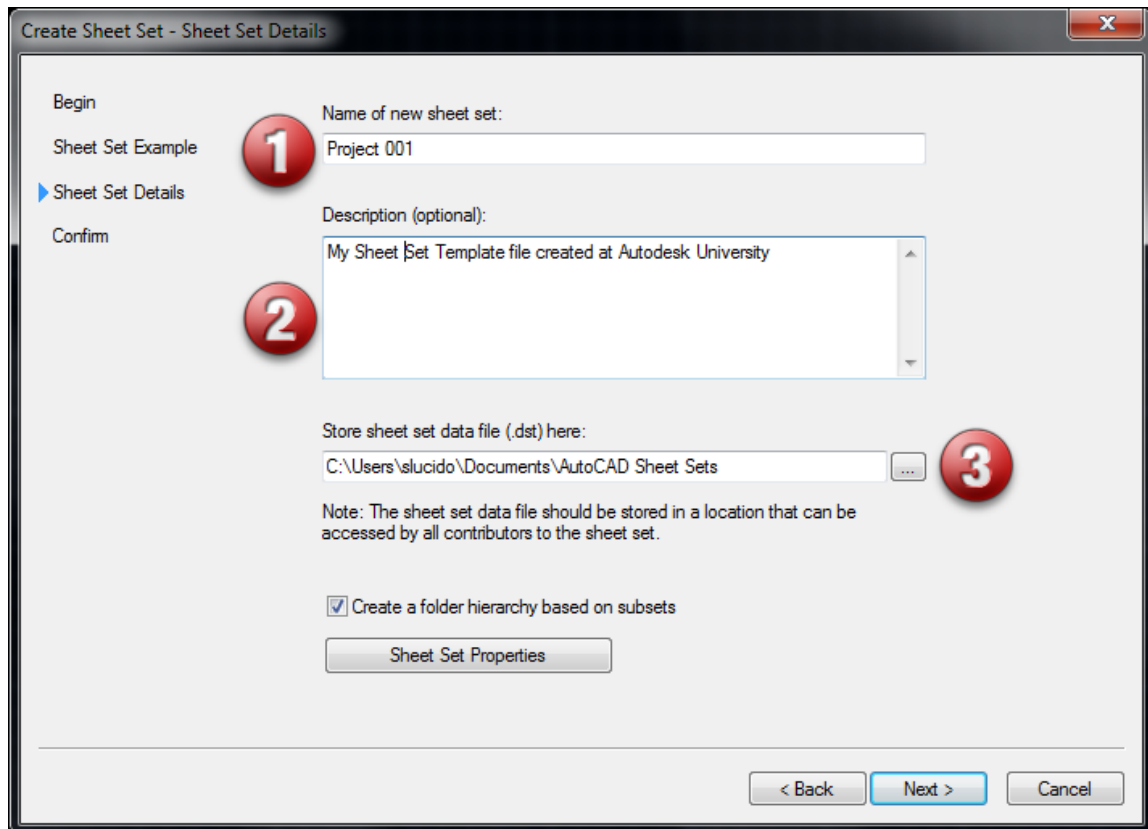 Create Sheet Set - Sheet Set Details
Begin
Sheet Set Example
Sheet Set Details
Confirm
1
Name of new sheet set:
Project 001
2
Description (optional):
My Sheet Set Template file created at Autodesk University
Store sheet set data file (.dst) here:
C:\Users\slucido\Documents\AutoCAD Sheet Sets
...
3
Note: The sheet set data file should be stored in a location that can be
accessed by all contributors to the sheet set.
Create a folder hierarchy based on subsets
Sheet Set Properties
< Back
Next >
Cancel